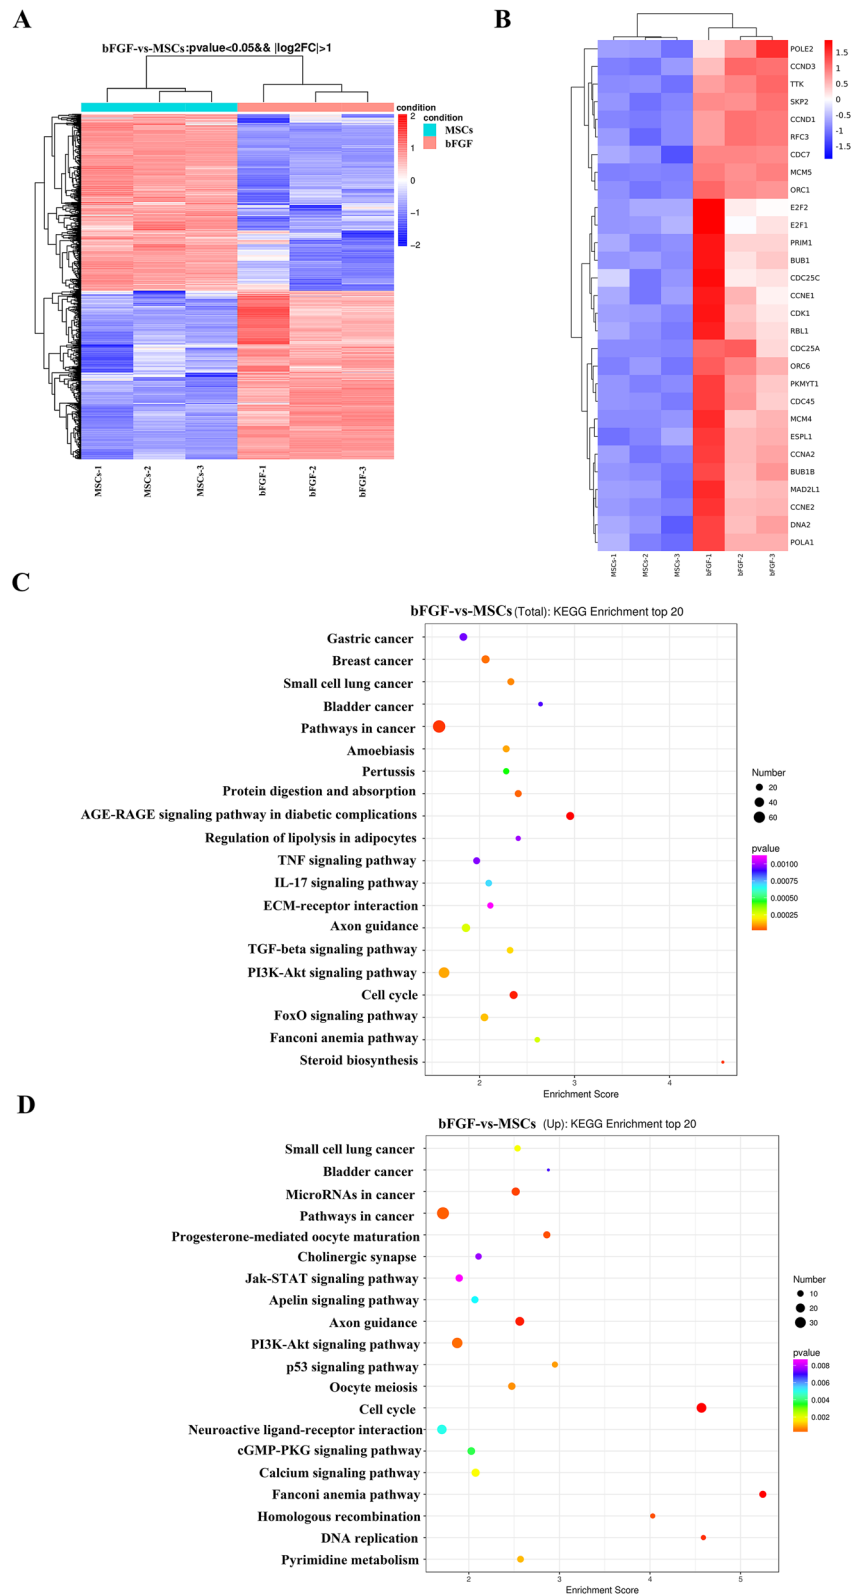 A
bFGF-vs-MSCs:pvalue<0.05&& |log2FC|>1
condition
condition
MSCs
bFGF
2
1
0
−1
−2
MSCs-1
MSCs-2
MSCs-3
bFGF-1
bFGF-2
bFGF-3
B
POLE2
CCND3
TTK
SKP2
CCND1
RFC3
CDC7
MCM5
ORC1
E2F2
E2F1
PRIM1
BUB1
CDC25C
CCNE1
CDK1
RBL1
CDC25A
ORC6
PKMYT1
CDC45
MCM4
ESPL1
CCNA2
BUB1B
MAD2L1
CCNE2
DNA2
POLA1
1.5
1
0.5
0
-0.5
-1
-1.5
MSCs-1
MSCs-2
MSCs-3
bFGF-1
bFGF-2
bFGF-3
C
bFGF-vs-MSCs (Total): KEGG Enrichment top 20
Gastric cancer
Breast cancer
Small cell lung cancer
Bladder cancer
Pathways in cancer
Amoebiasis
Pertussis
Protein digestion and absorption
AGE-RAGE signaling pathway in diabetic complications
Regulation of lipolysis in adipocytes
TNF signaling pathway
IL-17 signaling pathway
ECM-receptor interaction
Axon guidance
TGF-beta signaling pathway
PI3K-Akt signaling pathway
Cell cycle
FoxO signaling pathway
Fanconi anemia pathway
Steroid biosynthesis
2
3
4
Enrichment Score
Number
20
40
60
pvalue
0.00100
0.00075
0.00050
0.00025
D
bFGF-vs-MSCs (Up): KEGG Enrichment top 20
Small cell lung cancer
Bladder cancer
MicroRNAs in cancer
Pathways in cancer
Progesterone-mediated oocyte maturation
Cholinergic synapse
Jak-STAT signaling pathway
Apelin signaling pathway
Axon guidance
PI3K-Akt signaling pathway
p53 signaling pathway
Oocyte meiosis
Cell cycle
Neuroactive ligand-receptor interaction
cGMP-PKG signaling pathway
Calcium signaling pathway
Fanconi anemia pathway
Homologous recombination
DNA replication
Pyrimidine metabolism
2
3
4
5
Enrichment Score
Number
10
20
30
pvalue
0.008
0.006
0.004
0.002